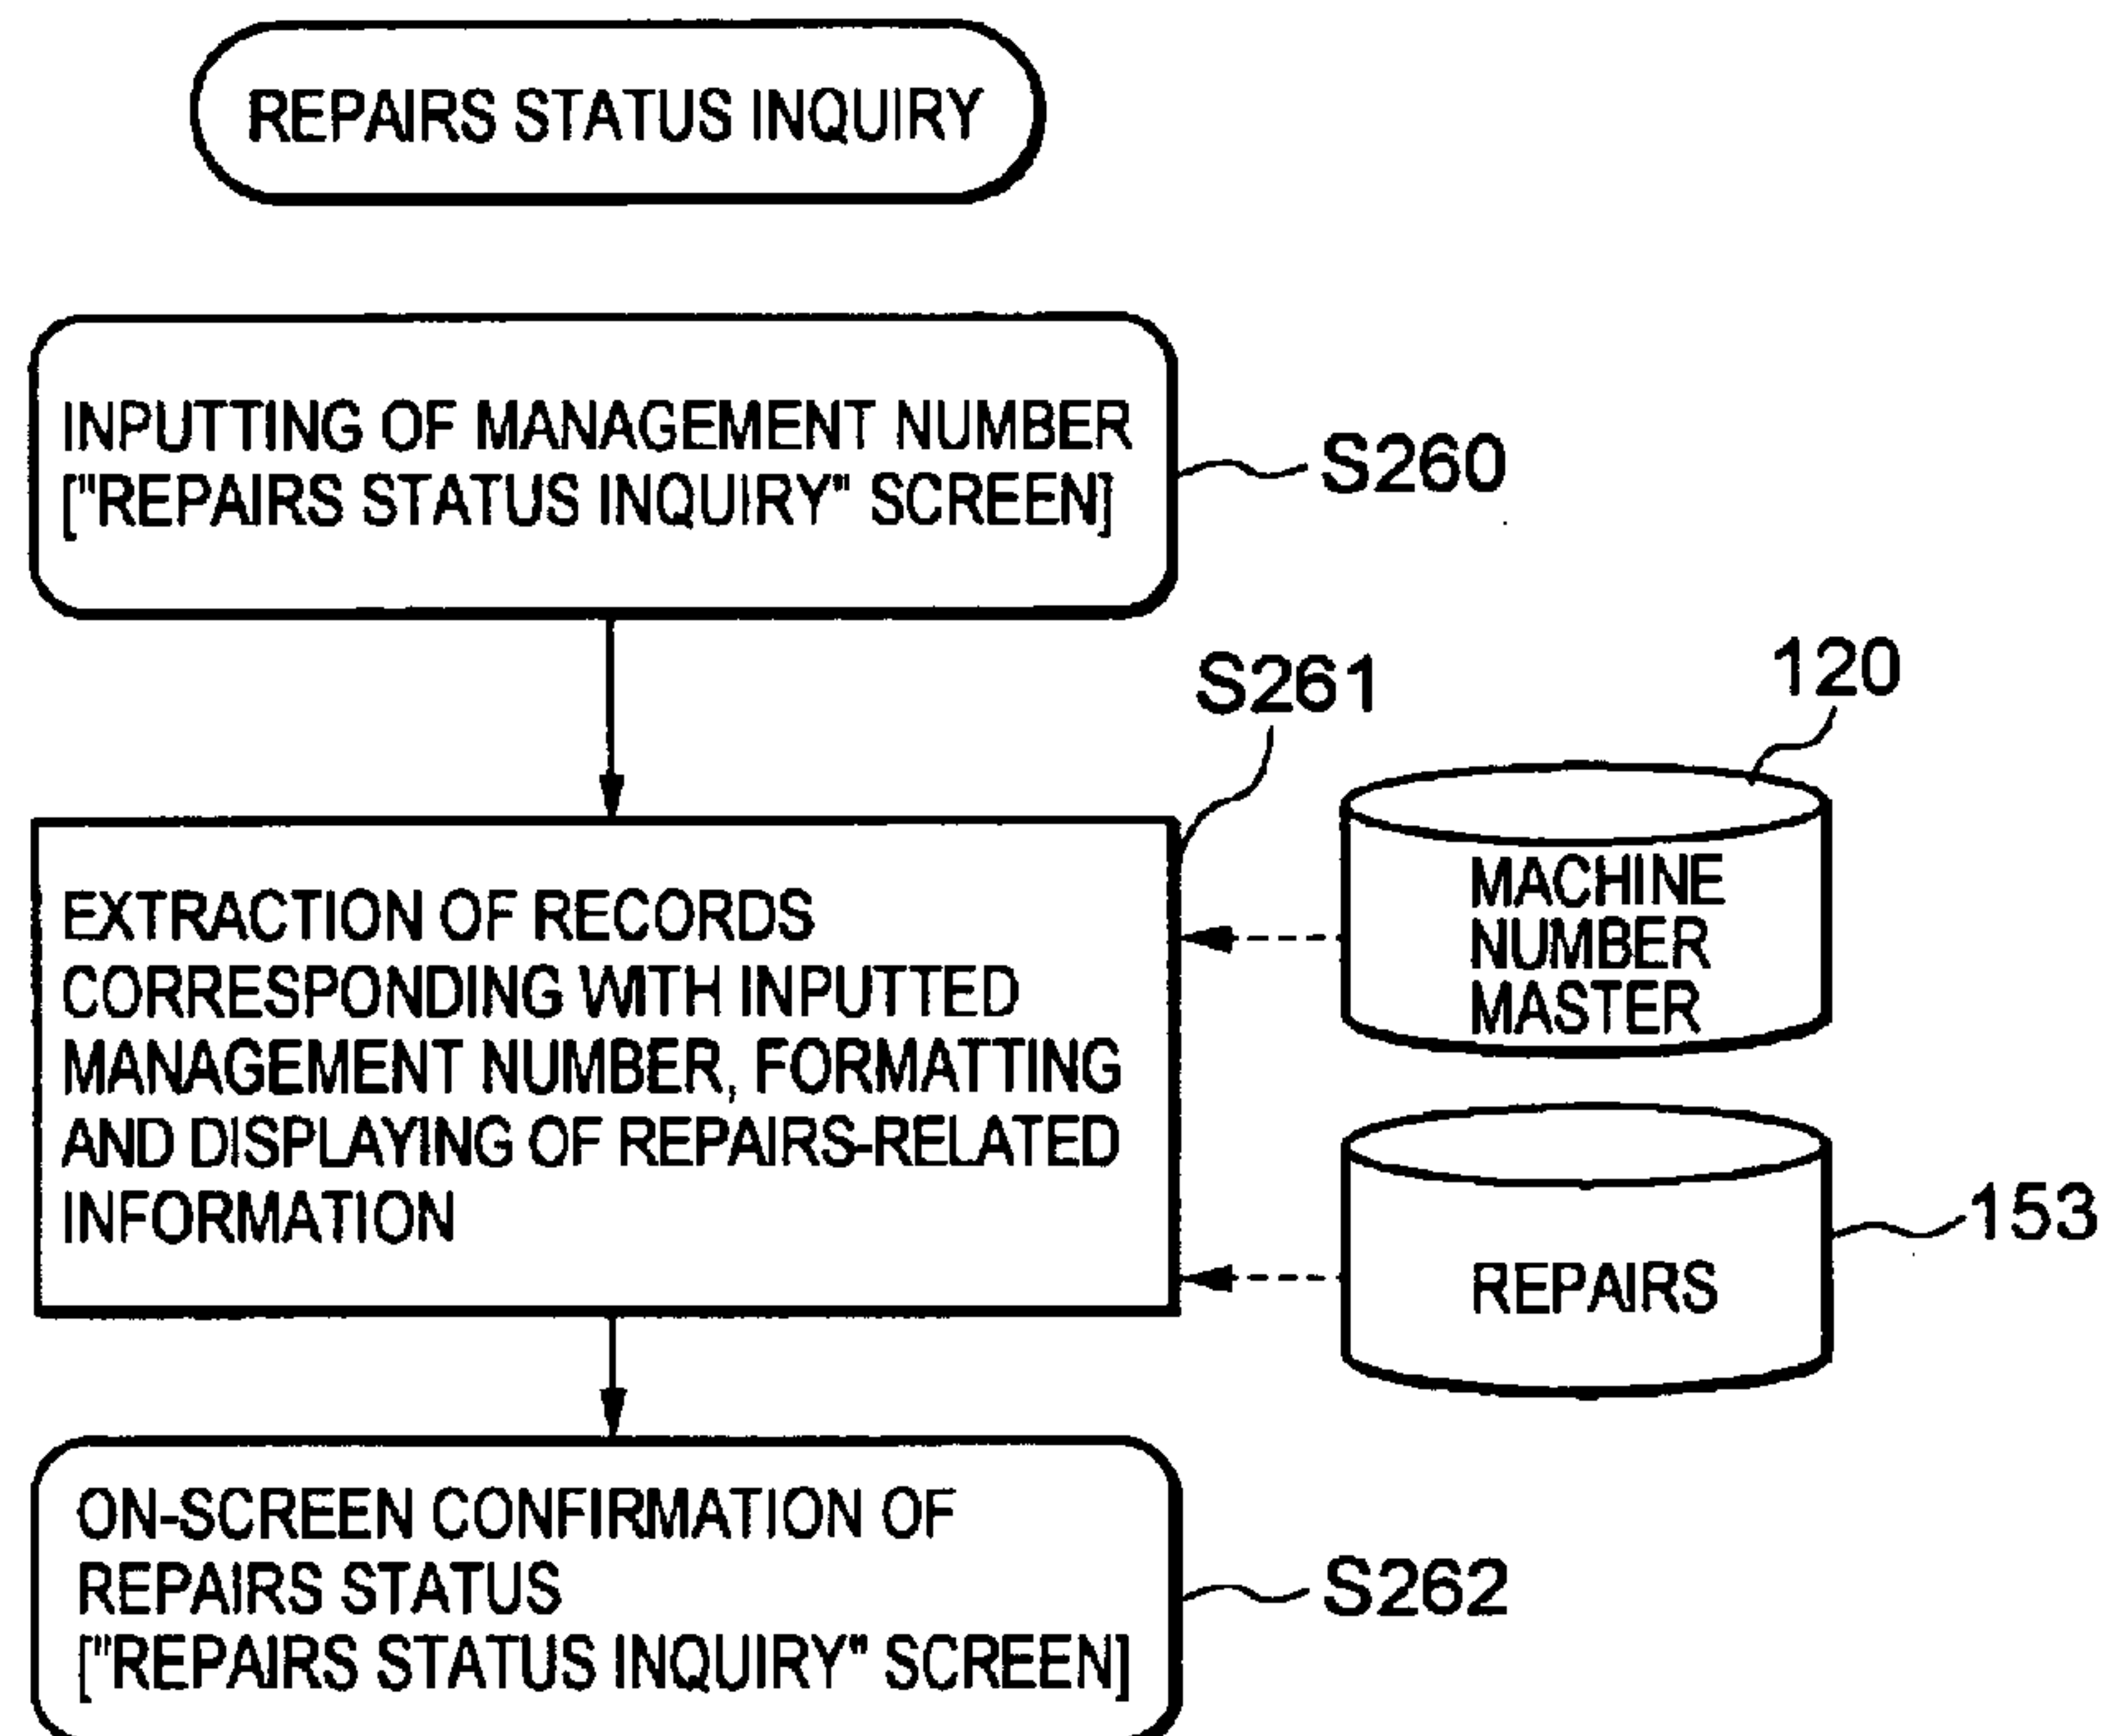 REPAIRS STATUS INQUIRY
INPUTTING OF MANAGEMENT NUMBER
["REPAIRS STATUS INQUIRY" SCREEN]
S260
S261
120
EXTRACTION OF RECORDS
CORRESPONDING WITH INPUTTED
MANAGEMENT NUMBER, FORMATTING
AND DISPLAYING OF REPAIRS-RELATED
INFORMATION
MACHINE
NUMBER
MASTER
153
REPAIRS
ON-SCREEN CONFIRMATION OF
REPAIRS STATUS
["REPAIRS STATUS INQUIRY" SCREEN]
S262